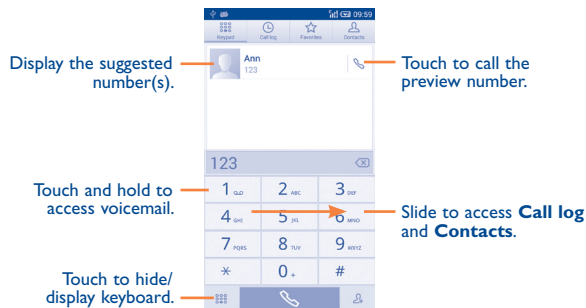 09:59
Keypad Call log Favorites Contacts
Display the suggested
number(s).
Ann
123
Touch to call the
preview number.
123
1 2 ABC 3 DEF
Touch and hold to
access voicemail.
4 GHI 5 JKL 6 MNO
Slide to access Call log
and Contacts.
7 PQRS 8 TUV 9 WXYZ
* 0 + #
Touch to hide/
display keyboard.